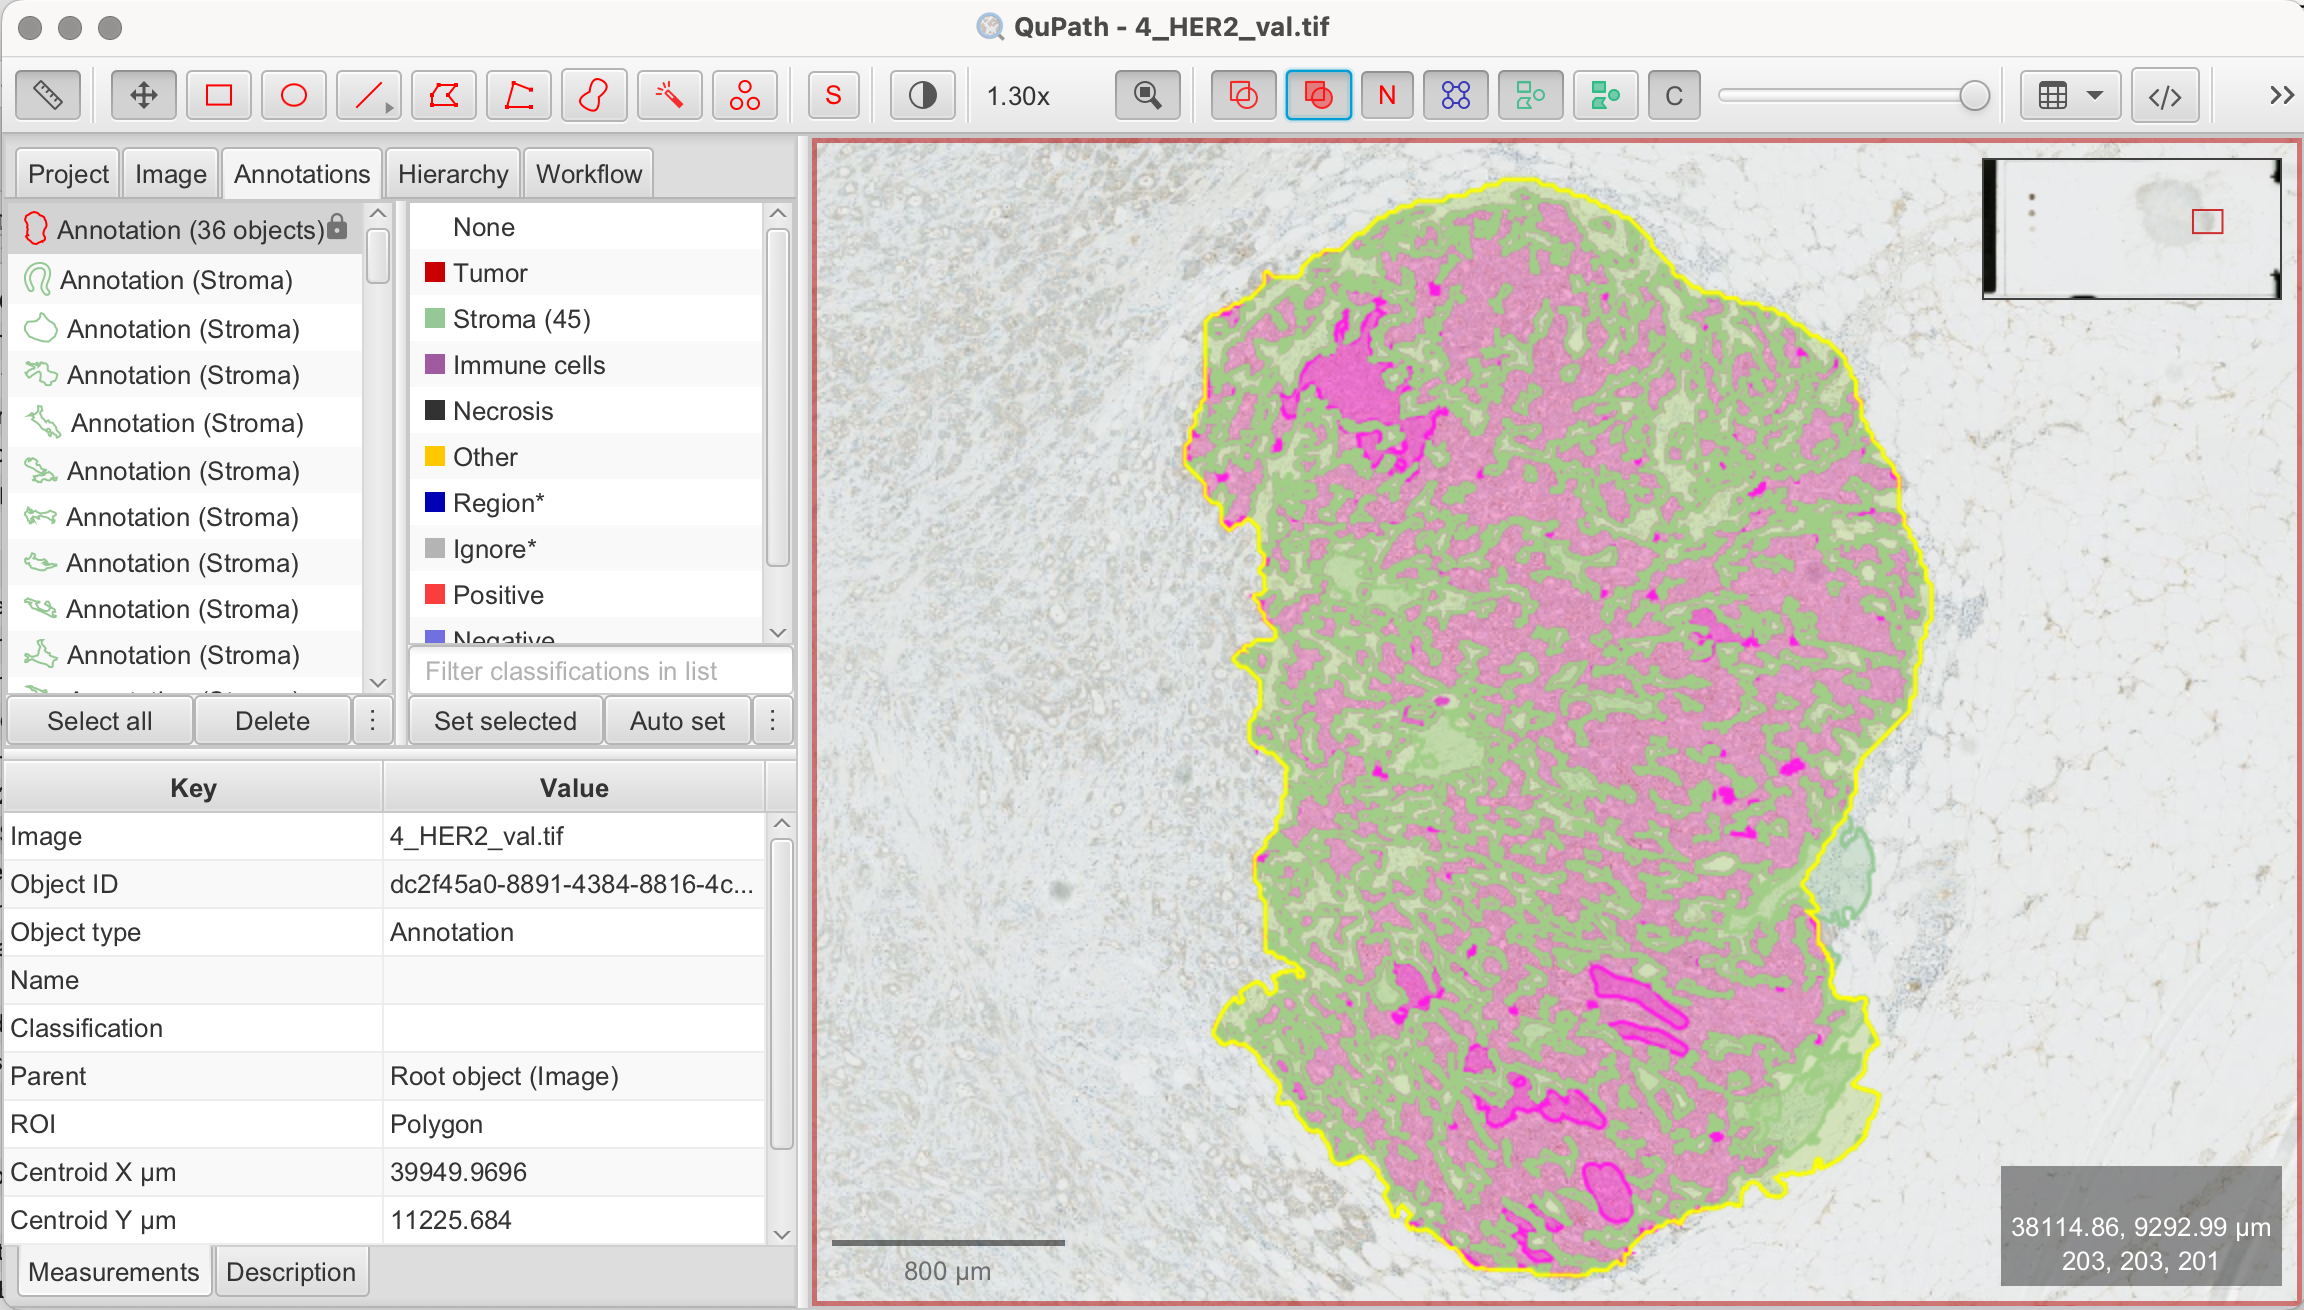 QuPath - 4_HER2_val.tif
S
1.30x
N
C
Project
Image
Annotations
Hierarchy
Workflow
Annotation (36 objects)
Annotation (Stroma)
Annotation (Stroma)
Annotation (Stroma)
Annotation (Stroma)
Annotation (Stroma)
Annotation (Stroma)
Annotation (Stroma)
Annotation (Stroma)
Annotation (Stroma)
None
Tumor
Stroma (45)
Immune cells
Necrosis
Other
Region*
Ignore*
Positive
Negative
Filter classifications in list
Select all
Delete
Set selected
Auto set
Key Value
Image 4_HER2_val.tif
Object ID dc2f45a0-8891-4384-8816-4c...
Object type Annotation
Name
Classification
Parent Root object (Image)
ROI Polygon
Centroid X µm 39949.9696
Centroid Y µm 11225.684
Measurements
Description
800 µm
38114.86, 9292.99 µm
203, 203, 201